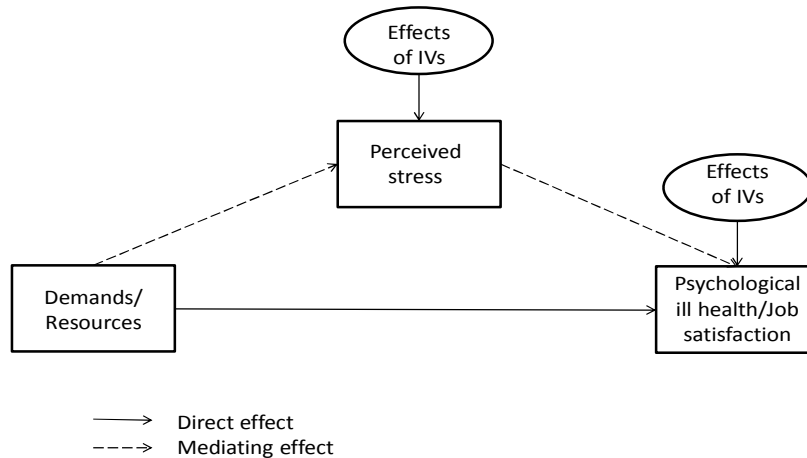 Effects
of IVs
Perceived
stress
Effects
of IVs
Demands/
Resources
Psychological
ill health/Job
satisfaction
Direct effect
Mediating effect